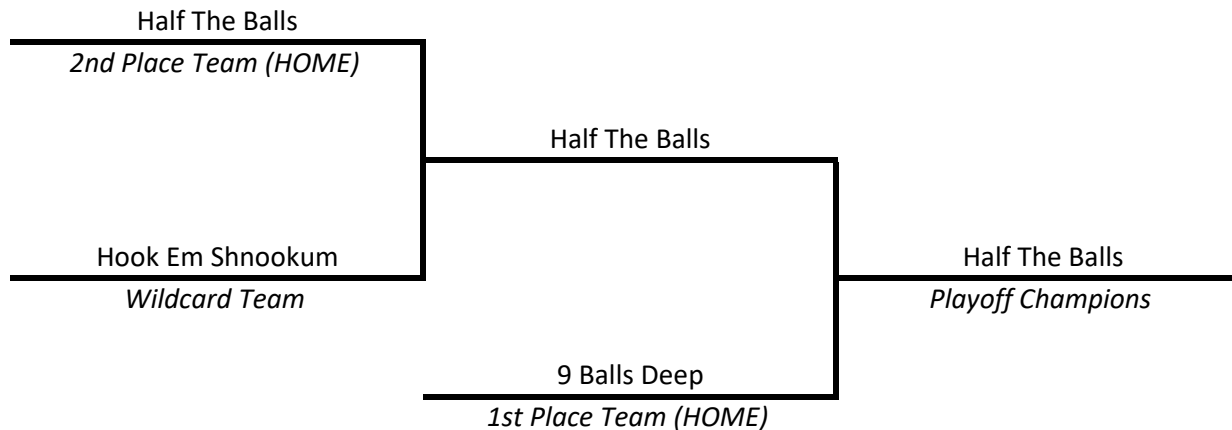 Half The Balls
2nd Place Team (HOME)
Half The Balls
Hook Em Shnookum
Wildcard Team
Half The Balls
Playoff Champions
9 Balls Deep
1st Place Team (HOME)